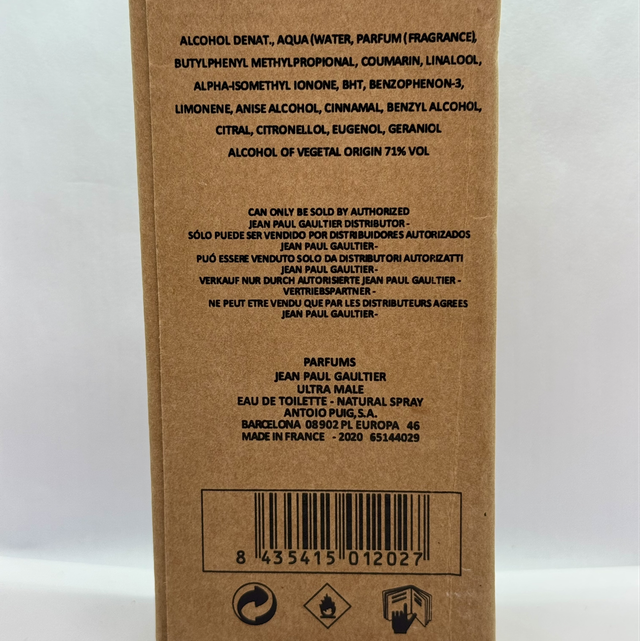 ALCOHOL DENAT., AQUA (WATER, PARFUM (FRAGRANCE),
BUTYLPHENYL METHYLPROPIONAL, COUMARIN, LINALOOL,
ALPHA-ISOMETHYL IONONE, BHT, BENZOPHENON-3,
LIMONENE, ANISE ALCOHOL, CINNAMAL, BENZYL ALCOHOL,
CITRAL, CITRONELLOL, EUGENOL, GERANIOL
ALCOHOL OF VEGETAL ORIGIN 71% VOL
CAN ONLY BE SOLD BY AUTHORIZED
JEAN PAUL GAULTIER DISTRIBUTOR -
SÓLO PUEDE SER VENDIDO POR DISTRIBUIDORES AUTORIZADOS
JEAN PAUL GAULTIER-
PUÓ ESSERE VENDUTO SOLO DA DISTRIBUTORI AUTORIZATTI
JEAN PAUL GAULTIER-
VERKAUF NUR DURCH AUTORISIERTE JEAN PAUL GAULTIER -
VERTRIEBSPARTNER -
NE PEUT ETRE VENDU QUE PAR LES DISTRIBUTEURS AGREES
JEAN PAUL GAULTIER-
PARFUMS
JEAN PAUL GAULTIER
ULTRA MALE
EAU DE TOILETTE - NATURAL SPRAY
ANTOIO PUIG,S.A.
BARCELONA 08902 PL EUROPA 46
MADE IN FRANCE - 2020 65144029
8 435415 012027